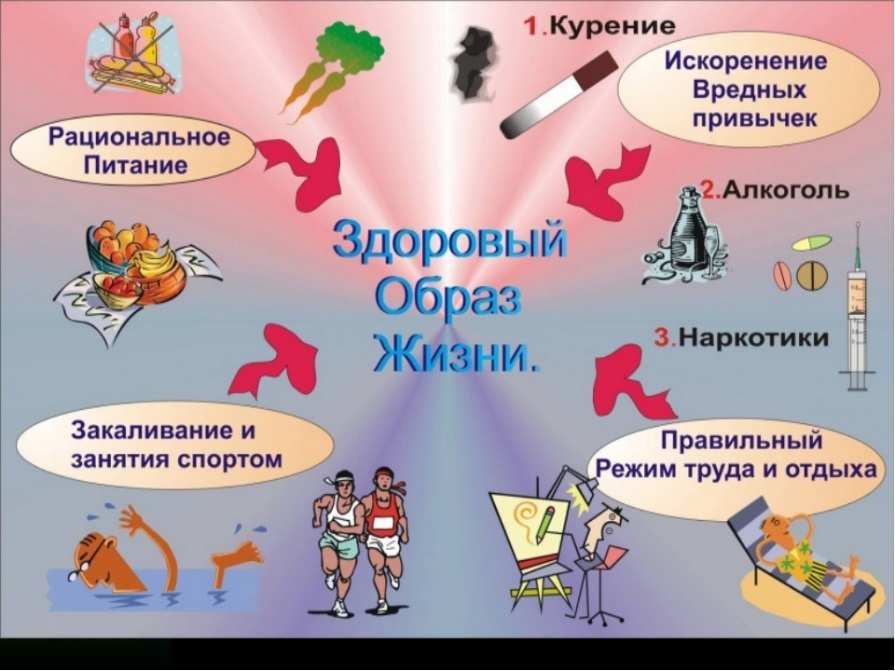 1.Курение
Искоренение
Вредных
привычек
Рациональное
Питание
2.Алкоголь
Здоровый
Образ
Жизни.
3.Наркотики
Закаливание и
занятия спортом
Правильный
Режим труда и отдыха